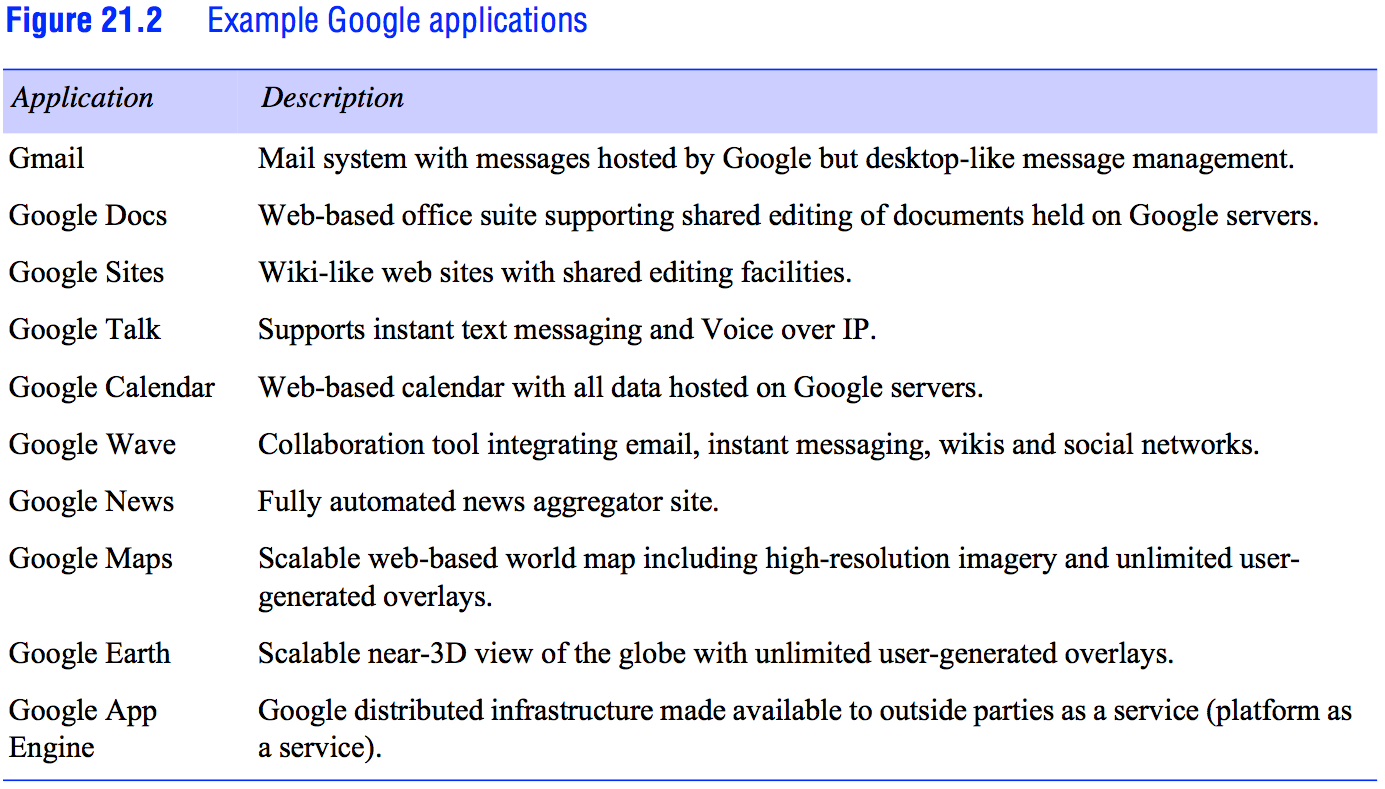 Figure 21.2 Example Google applications
Application Description
Gmail Mail system with messages hosted by Google but desktop-like message management.
Google Docs Web-based office suite supporting shared editing of documents held on Google servers.
Google Sites Wiki-like web sites with shared editing facilities.
Google Talk Supports instant text messaging and Voice over IP.
Google Calendar Web-based calendar with all data hosted on Google servers.
Google Wave Collaboration tool integrating email, instant messaging, wikis and social networks.
Google News Fully automated news aggregator site.
Google Maps Scalable web-based world map including high-resolution imagery and unlimited user-
generated overlays.
Google Earth Scalable near-3D view of the globe with unlimited user-generated overlays.
Google App Google distributed infrastructure made available to outside parties as a service (platform as
Engine a service).